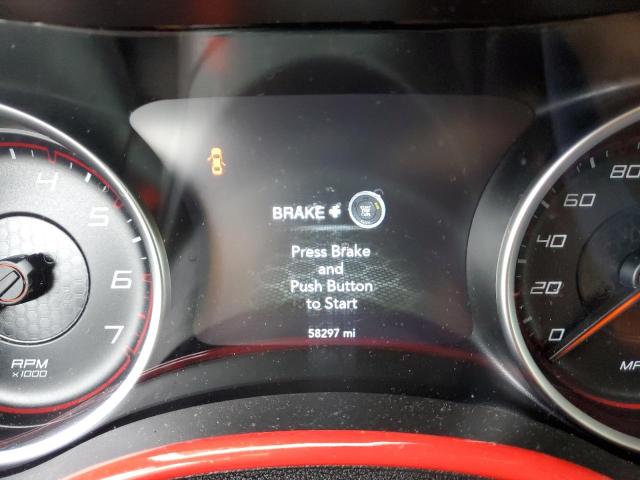 BRAKE +
Press Brake
and
Push Button
to Start
58297 mi
4
5
6
7
RPM
x1000
80
60
40
20
0